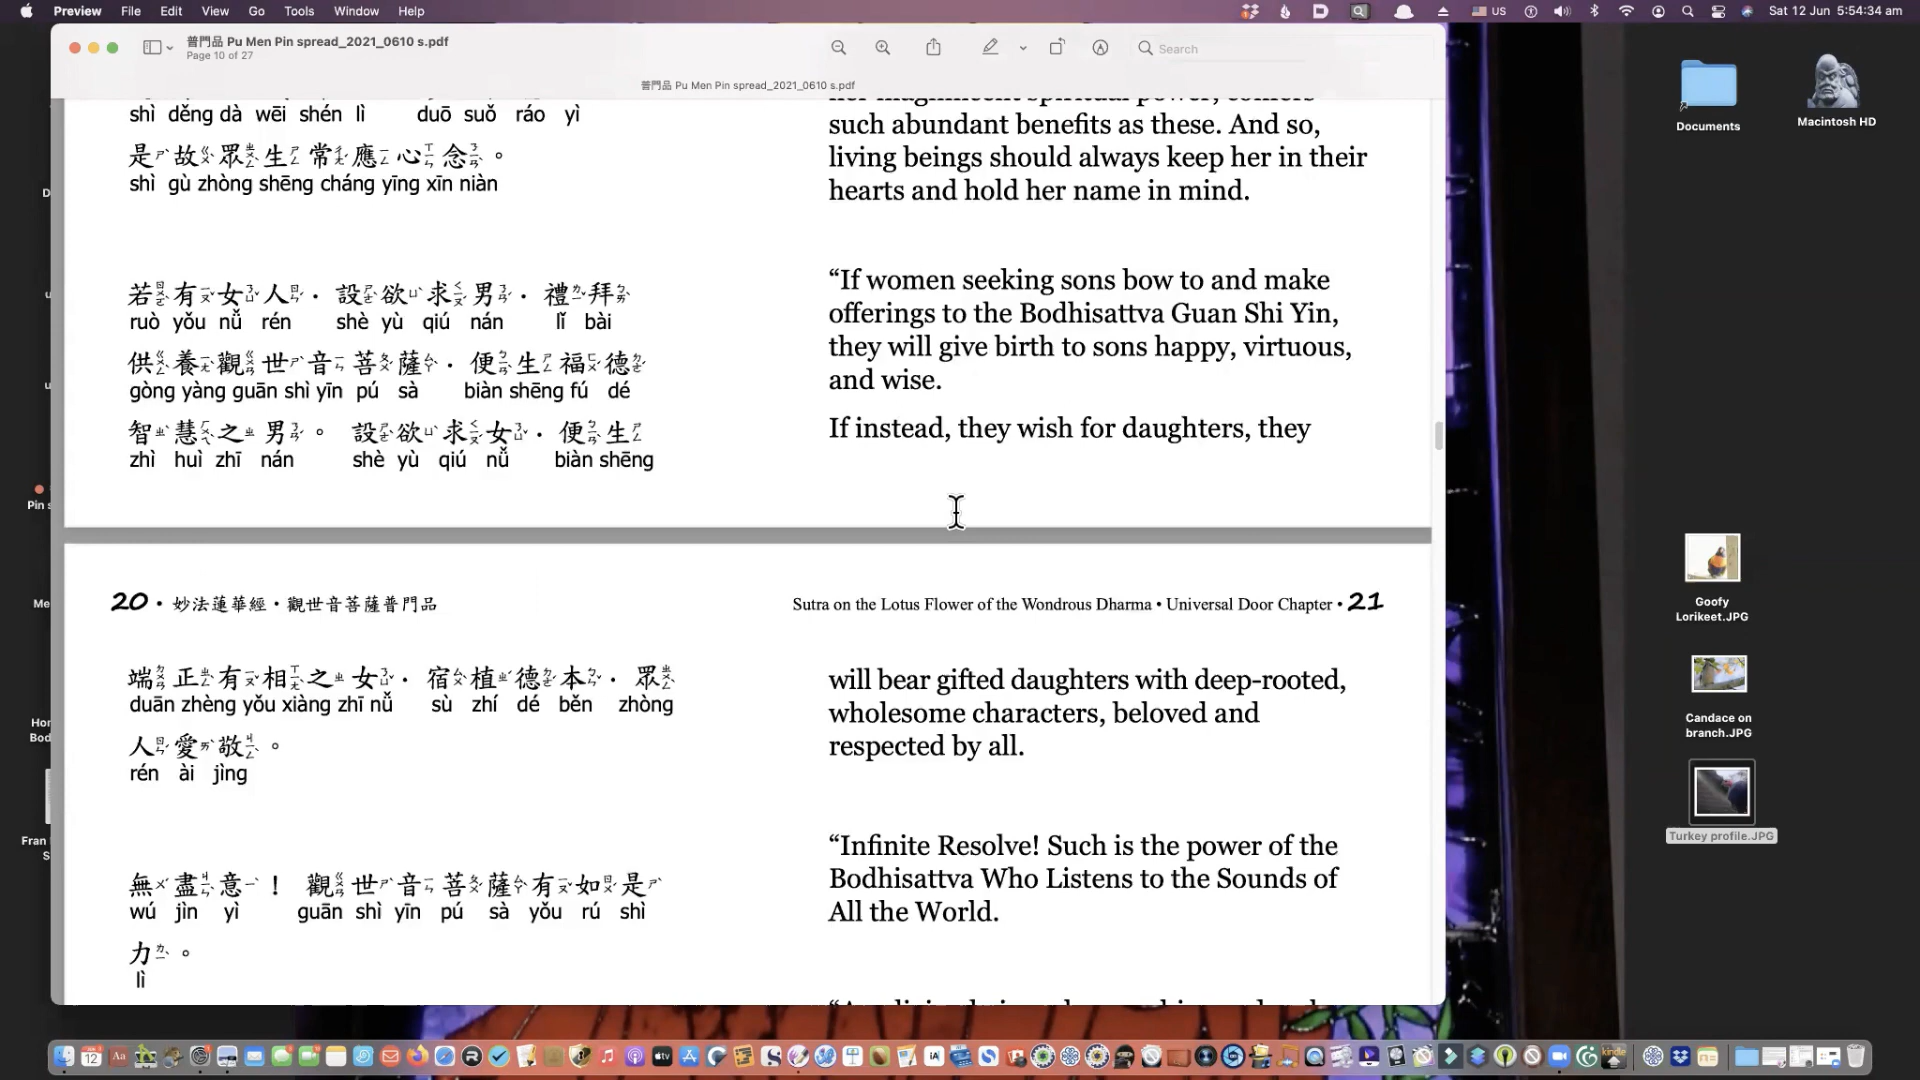 Preview File Edit View Go Tools Window Help
US
Sat 12 Jun 5:54:34 am
普門品 Pu Men Pin spread_2021_0610 s.pdf
Page 10 of 27
Search
普門品 Pu Men Pin spread_2021_0610 s.pdf
shì děng dà wēi shén lì duō suǒ ráo yì
是故眾生常應心念。
shì gù zhòng shēng cháng yīng xīn niàn
若有女人．設欲求男．禮拜
ruò yǒu nǚ rén shè yù qiú nán lǐ bài
供養觀世音菩薩．便生福德
gòng yàng guān shì yīn pú sà biàn shēng fú dé
智慧之男。設欲求女．便生
zhì huì zhī nán shè yù qiú nǚ biàn shēng
her magnificent spiritual power, confers
such abundant benefits as these. And so,
living beings should always keep her in their
hearts and hold her name in mind.
“If women seeking sons bow to and make
offerings to the Bodhisattva Guan Shi Yin,
they will give birth to sons happy, virtuous,
and wise.
If instead, they wish for daughters, they
20 • 妙法蓮華經・觀世音菩薩普門品
Sutra on the Lotus Flower of the Wondrous Dharma • Universal Door Chapter • 21
端正有相之女．宿植德本．眾
duān zhèng yǒu xiàng zhī nǚ sù zhí dé běn zhòng
人愛敬。
rén ài jìng
無盡意！觀世音菩薩有如是
wú jìn yì guān shì yīn pú sà yǒu rú shì
力。
lì
will bear gifted daughters with deep-rooted,
wholesome characters, beloved and
respected by all.
“Infinite Resolve! Such is the power of the
Bodhisattva Who Listens to the Sounds of
All the World.
Documents
Macintosh HD
Goofy
Lorikeet.JPG
Candace on
branch.JPG
Turkey profile.JPG
D
u
u
Pin s
Me
Hon
Bod
Fran
S